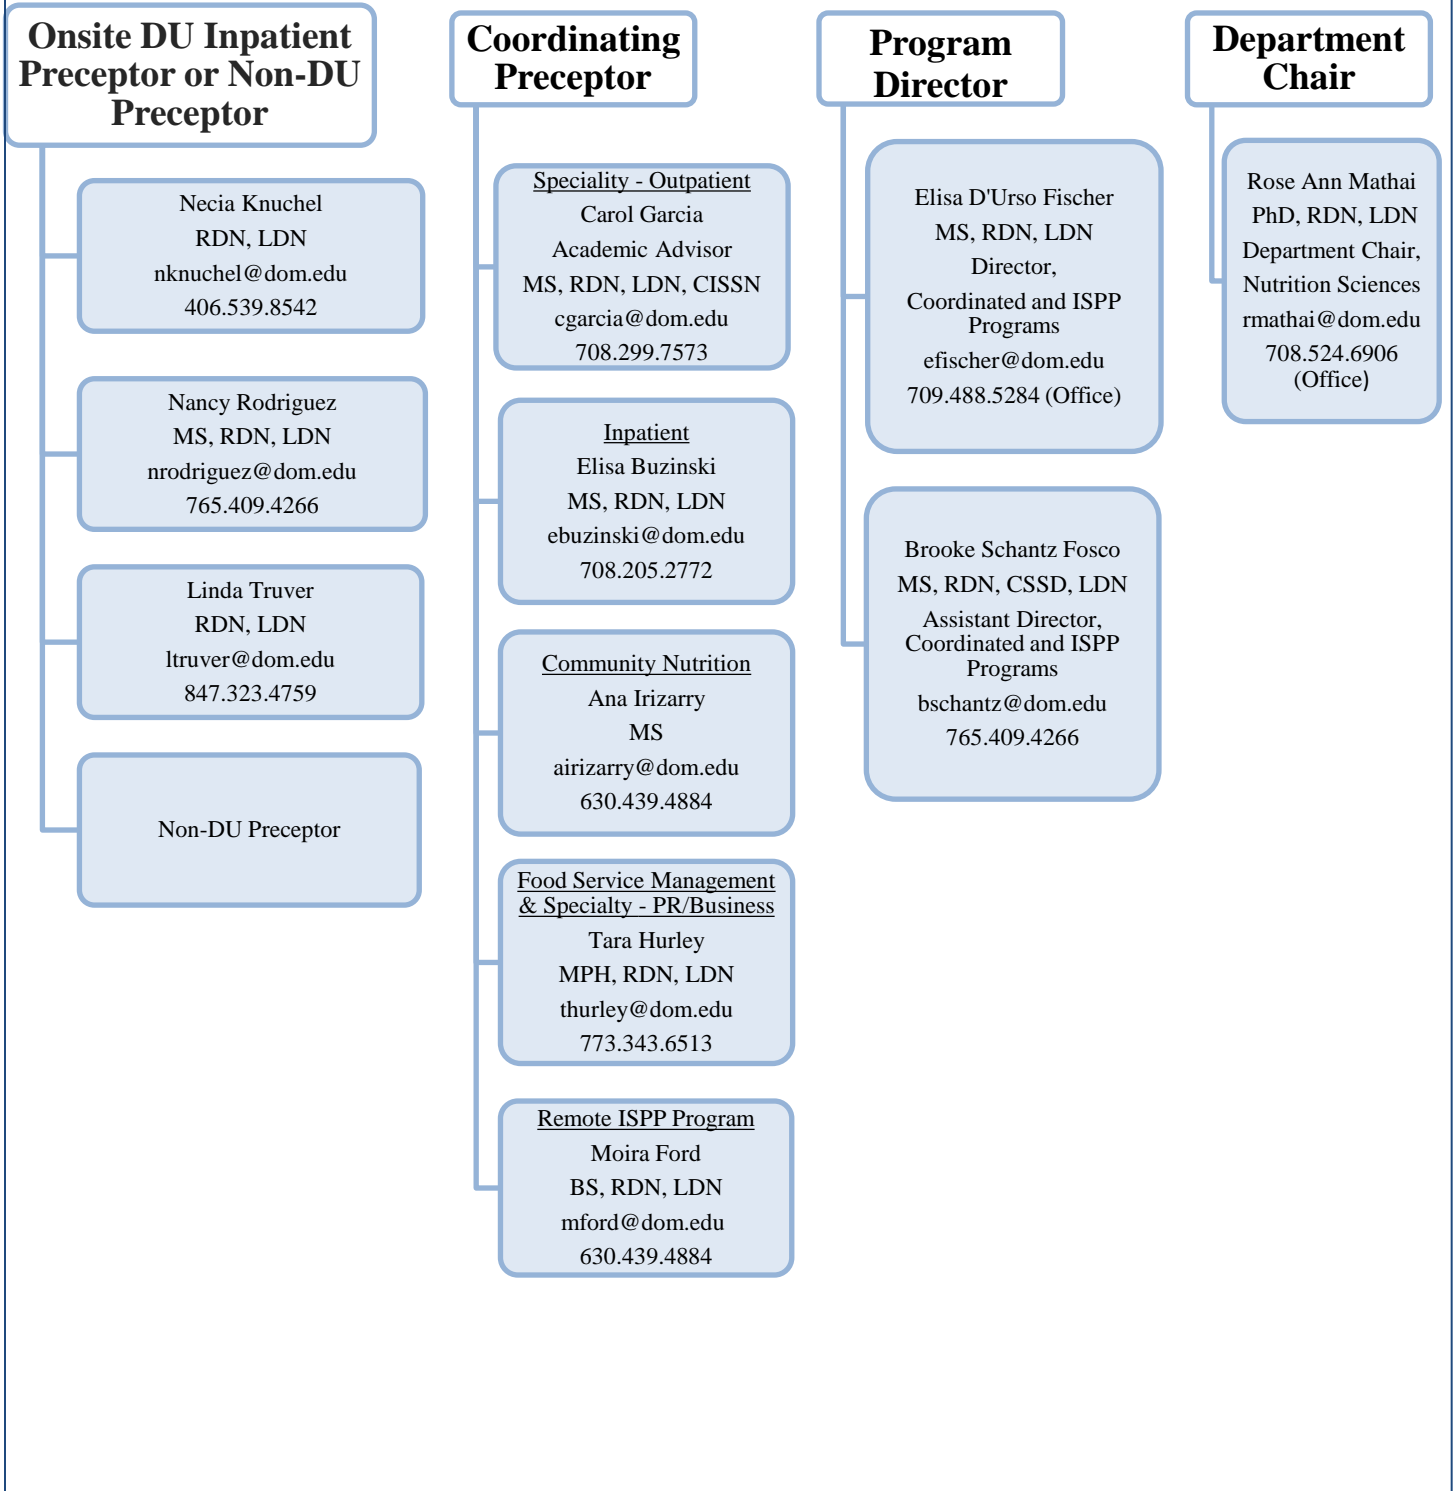 Onsite DU Inpatient
Preceptor or Non-DU
Preceptor
Necia Knuchel
RDN, LDN
nknuchel@dom.edu
406.539.8542
Nancy Rodriguez
MS, RDN, LDN
nrodriguez@dom.edu
765.409.4266
Linda Truver
RDN, LDN
ltruver@dom.edu
847.323.4759
Non-DU Preceptor
Coordinating
Preceptor
Speciality - Outpatient
Carol Garcia
Academic Advisor
MS, RDN, LDN, CISSN
cgarcia@dom.edu
708.299.7573
Inpatient
Elisa Buzinski
MS, RDN, LDN
ebuzinski@dom.edu
708.205.2772
Community Nutrition
Ana Irizarry
MS
airizarry@dom.edu
630.439.4884
Food Service Management
& Specialty - PR/Business
Tara Hurley
MPH, RDN, LDN
thurley@dom.edu
773.343.6513
Remote ISPP Program
Moira Ford
BS, RDN, LDN
mford@dom.edu
630.439.4884
Program
Director
Elisa D'Urso Fischer
MS, RDN, LDN
Director,
Coordinated and ISPP
Programs
efischer@dom.edu
709.488.5284 (Office)
Brooke Schantz Fosco
MS, RDN, CSSD, LDN
Assistant Director,
Coordinated and ISPP
Programs
bschantz@dom.edu
765.409.4266
Department
Chair
Rose Ann Mathai
PhD, RDN, LDN
Department Chair,
Nutrition Sciences
rmathai@dom.edu
708.524.6906
(Office)